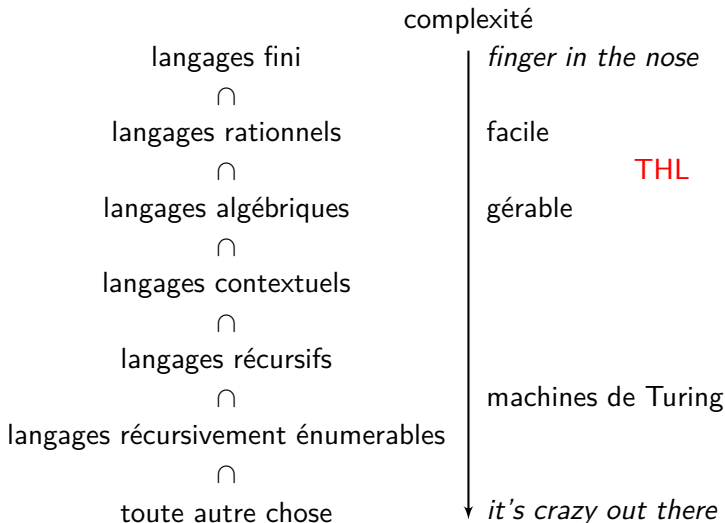 complexité
langages fini finger in the nose
∩
langages rationnels facile
∩ THL
langages algébriques gérable
∩
langages contextuels
∩
langages récursifs
∩ machines de Turing
langages récursivement énumerables
∩
toute autre chose it's crazy out there